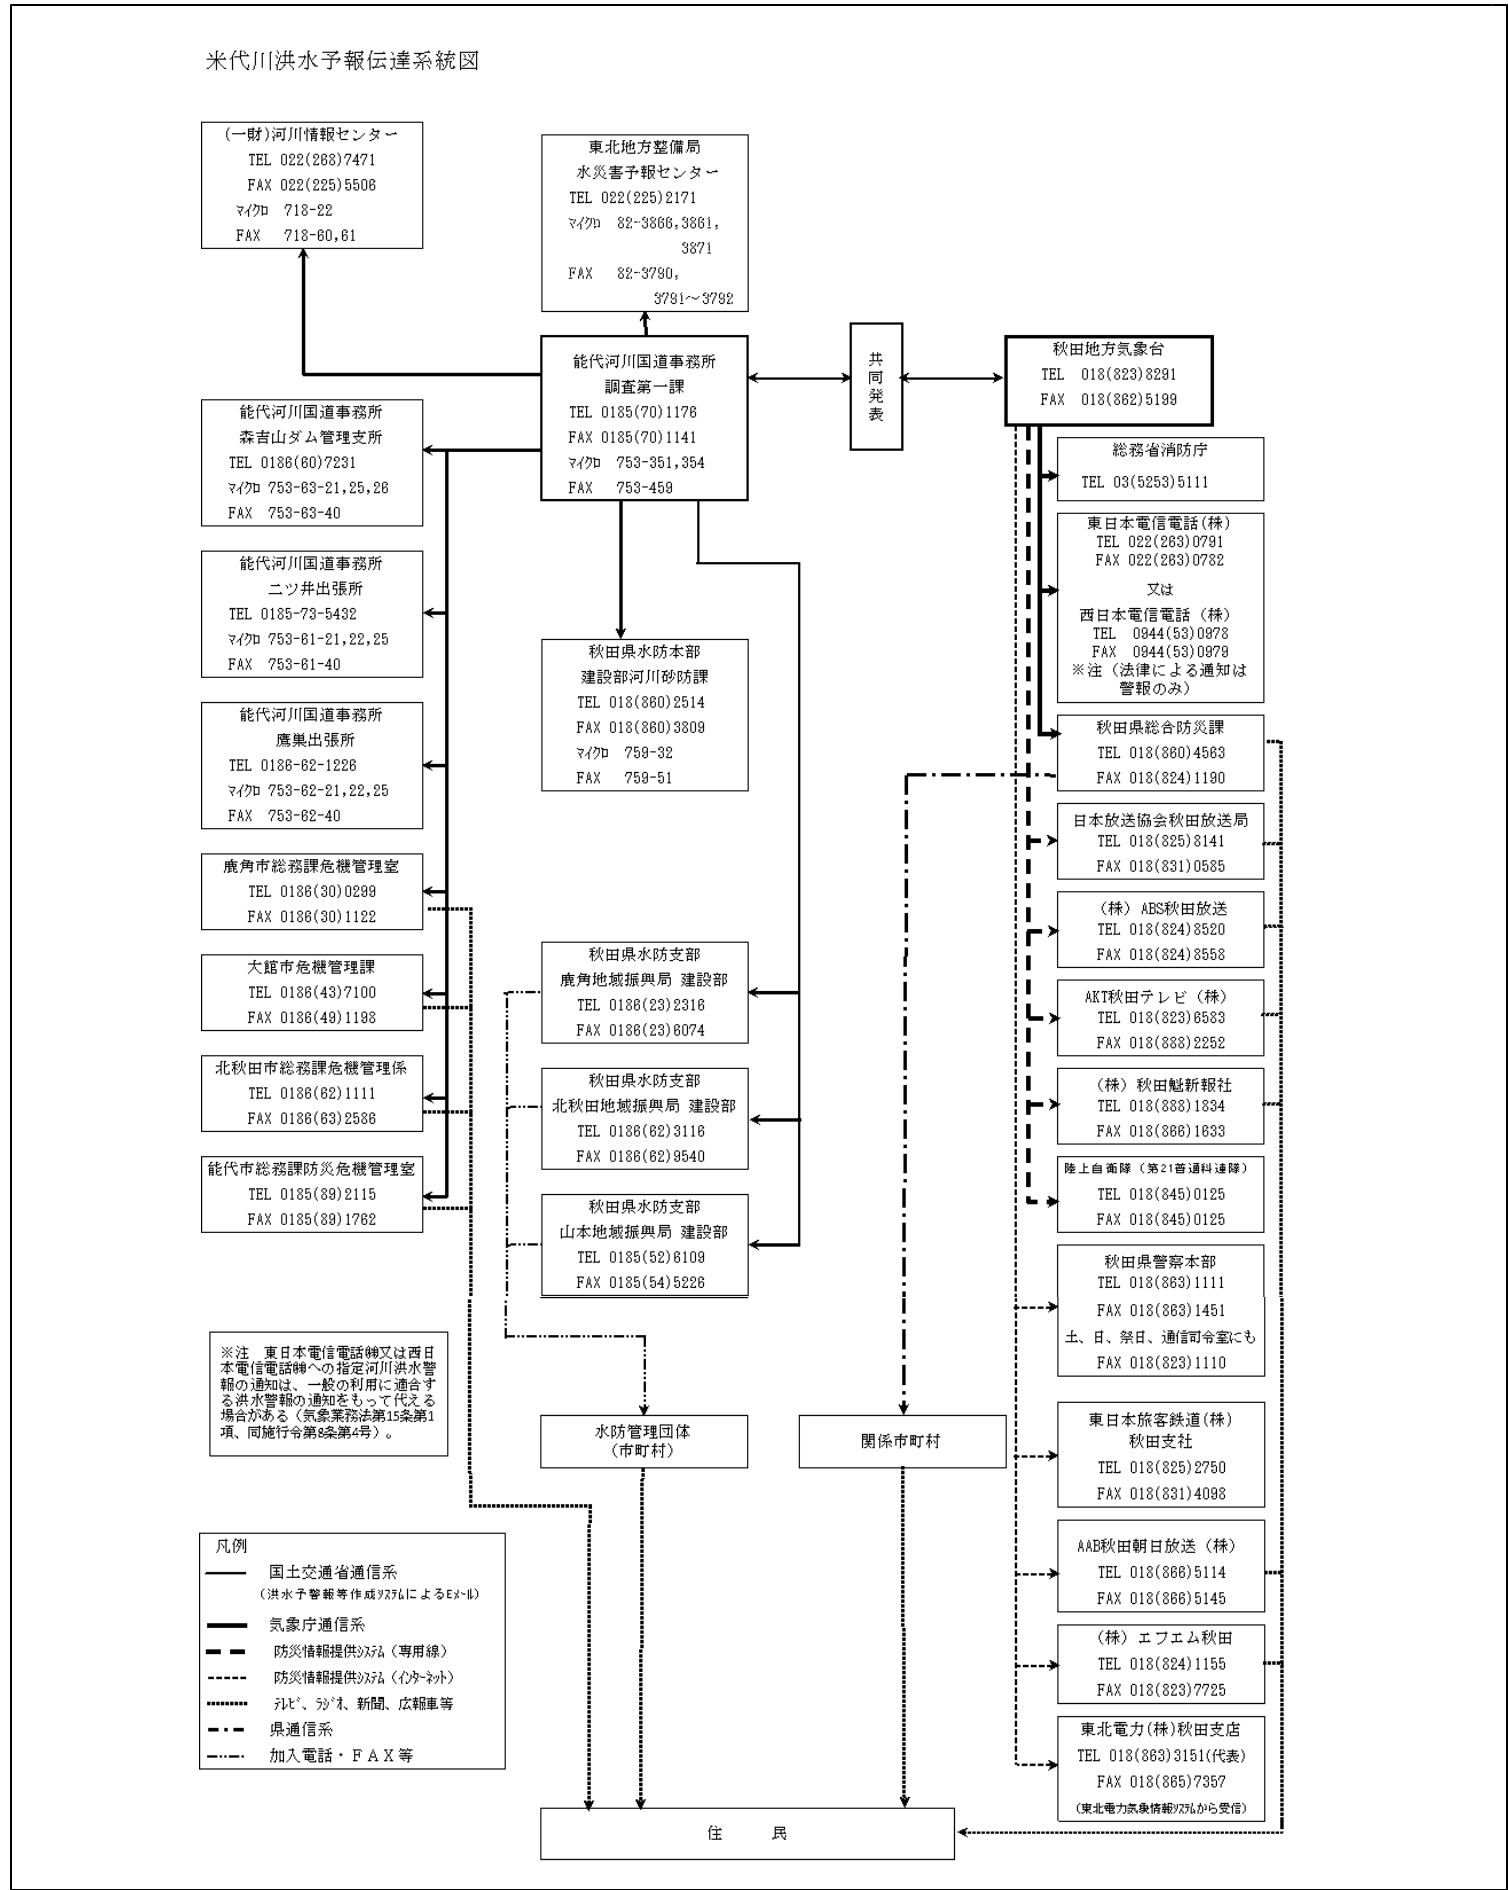 米代川洪水予報伝達系統図
(一財)河川情報センター
TEL 022(268)7471
FAX 022(225)5506
マイクロ 718-22
FAX 718-60,61
東北地方整備局
水災害予報センター
TEL 022(225)2171
マイクロ 82-3866,3861,
3871
FAX 82-3790,
3791～3792
能代河川国道事務所
調査第一課
TEL 0185(70)1176
FAX 0185(70)1141
マイクロ 753-351,354
FAX 753-459
共同発表
秋田地方気象台
TEL 018(823)8291
FAX 018(862)5199
能代河川国道事務所
森吉山ダム管理支所
TEL 0186(60)7231
マイクロ 753-63-21,25,26
FAX 753-63-40
能代河川国道事務所
二ツ井出張所
TEL 0185-73-5432
マイクロ 753-61-21,22,25
FAX 753-61-40
能代河川国道事務所
鷹巣出張所
TEL 0186-62-1226
マイクロ 753-62-21,22,25
FAX 753-62-40
鹿角市総務課危機管理室
TEL 0186(30)0299
FAX 0186(30)1122
大館市危機管理課
TEL 0186(43)7100
FAX 0186(49)1198
北秋田市総務課危機管理係
TEL 0186(62)1111
FAX 0186(63)2586
能代市総務課防災危機管理室
TEL 0185(89)2115
FAX 0185(89)1762
秋田県水防本部
建設部河川砂防課
TEL 018(860)2514
FAX 018(860)3809
マイクロ 759-32
FAX 759-51
秋田県水防支部
鹿角地域振興局 建設部
TEL 0186(23)2316
FAX 0186(23)6074
秋田県水防支部
北秋田地域振興局 建設部
TEL 0186(62)3116
FAX 0186(62)9540
秋田県水防支部
山本地域振興局 建設部
TEL 0185(52)6109
FAX 0185(54)5226
総務省消防庁
TEL 03(5253)5111
東日本電信電話(株)
TEL 022(263)0791
FAX 022(263)0782
又は
西日本電信電話（株）
TEL 0944(53)0978
FAX 0944(53)0979
※注（法律による通知は
警報のみ）
秋田県総合防災課
TEL 018(860)4563
FAX 018(824)1190
日本放送協会秋田放送局
TEL 018(825)8141
FAX 018(831)0585
（株）ABS秋田放送
TEL 018(824)8520
FAX 018(824)8558
AKT秋田テレビ（株）
TEL 018(823)6583
FAX 018(888)2252
（株）秋田魁新報社
TEL 018(888)1834
FAX 018(866)1633
陸上自衛隊（第21普通科連隊）
TEL 018(845)0125
FAX 018(845)0125
秋田県警察本部
TEL 018(863)1111
FAX 018(863)1451
土、日、祭日、通信司令室にも
FAX 018(823)1110
東日本旅客鉄道(株)
秋田支社
TEL 018(825)2750
FAX 018(831)4098
AAB秋田朝日放送（株）
TEL 018(866)5114
FAX 018(866)5145
（株）エフエム秋田
TEL 018(824)1155
FAX 018(823)7725
東北電力(株)秋田支店
TEL 018(863)3151(代表)
FAX 018(865)7357
(東北電力気象情報ｼｽﾃﾑから受信)
※注 東日本電信電話㈱又は西日
本電信電話㈱への指定河川洪水警
報の通知は、一般の利用に適合す
る洪水警報の通知をもって代える
場合がある（気象業務法第15条第1
項、同施行令第8条第4号）。
水防管理団体
(市町村)
関係市町村
凡例
国土交通省通信系
(洪水予警報等作成ｼｽﾃﾑによるEﾒｰﾙ)
気象庁通信系
防災情報提供ｼｽﾃﾑ（専用線）
防災情報提供ｼｽﾃﾑ（ｲﾝﾀｰﾈｯﾄ）
ﾃﾚﾋﾞ、ﾗｼﾞｵ、新聞、広報車等
県通信系
加入電話・ＦＡＸ等
住 民